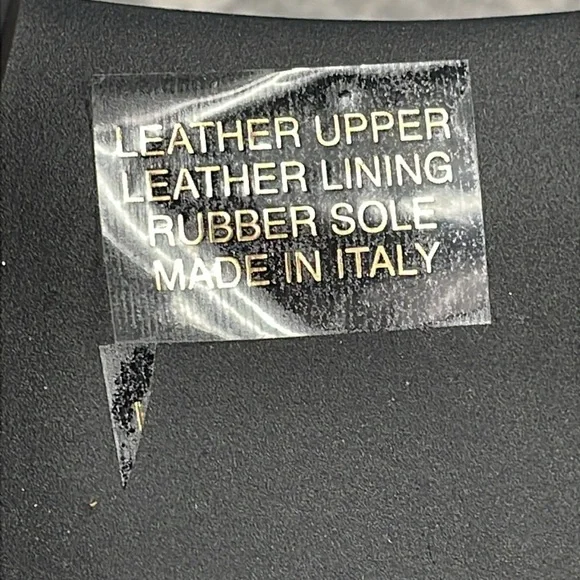 LEATHER UPPER
LEATHER LINING
RUBBER SOLE
MADE IN ITALY